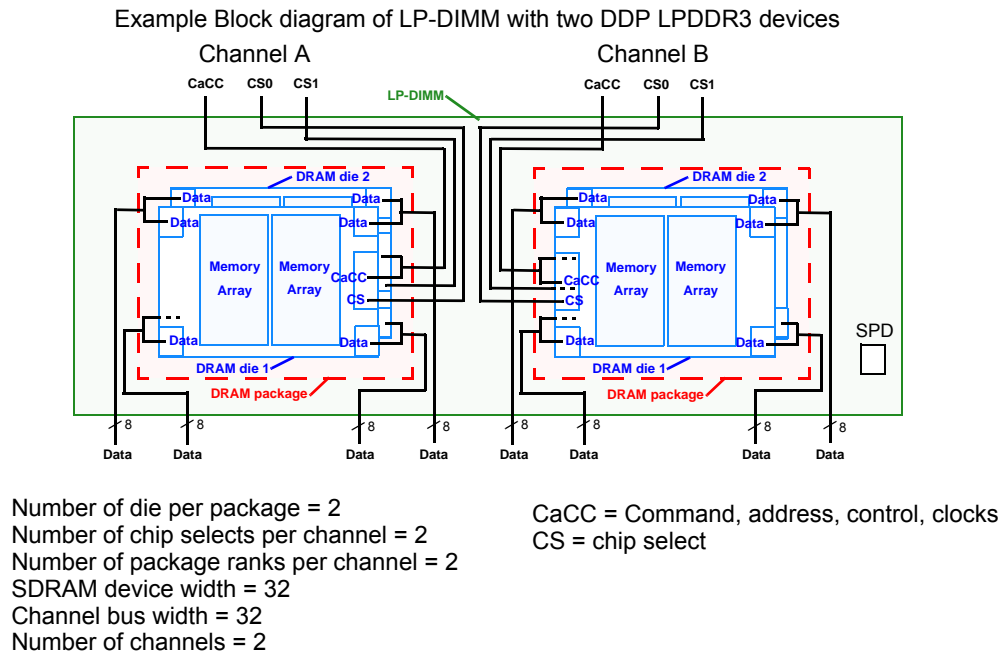 Example Block diagram of LP-DIMM with two DDP LPDDR3 devices
Channel A
Channel B
CaCC CS0 CS1
CaCC CS0 CS1
LP-DIMM
DRAM die 2
DRAM die 2
Data
Data
Data
Data
Data
Data
Data
Data
Memory Array
Memory Array
CaCC
CS
Memory Array
Memory Array
CaCC
CS
Data
Data
Data
Data
SPD
DRAM die 1
DRAM die 1
DRAM package
DRAM package
8 8 8 8 8 8 8 8
Data Data Data Data Data Data Data Data
Number of die per package = 2
Number of chip selects per channel = 2
Number of package ranks per channel = 2
SDRAM device width = 32
Channel bus width = 32
Number of channels = 2
CaCC = Command, address, control, clocks
CS = chip select